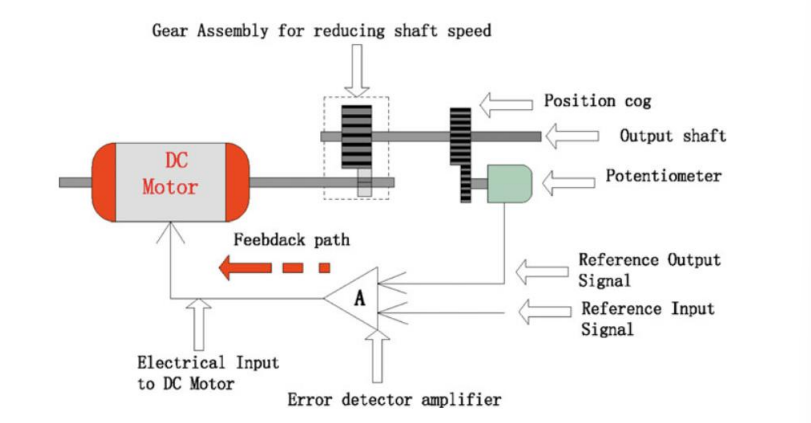 Gear Assembly for reducing shaft speed
Position cog
Output shaft
DC
Motor
Potentiometer
Feebdack path
Reference Output
Signal
A
Reference Input
Signal
Electrical Input
to DC Motor
Error detector amplifier